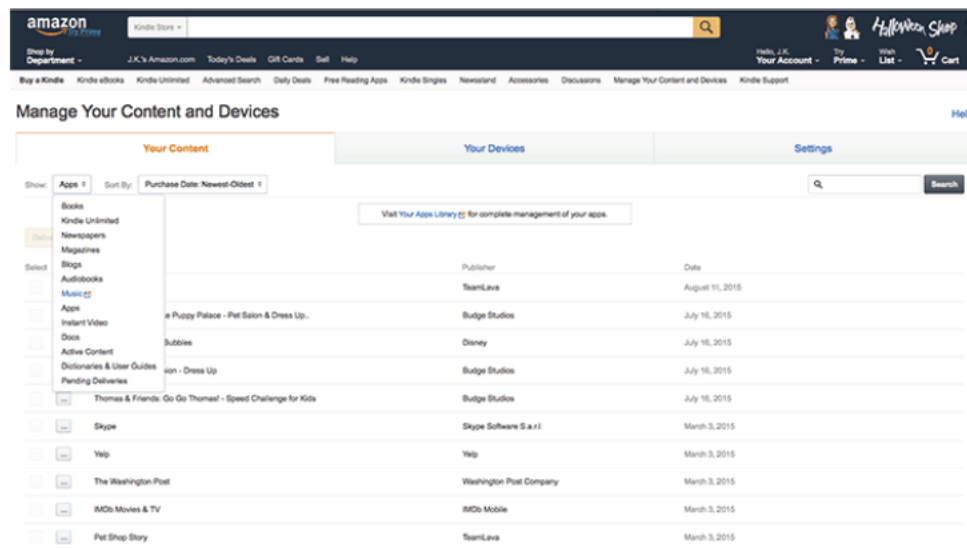 amazon
Try Prime
Kindle Store
Halloween Shop
Shop by
Department
J.K.'s Amazon.com Today's Deals Gift Cards Sell Help
Hello, J.K.
Your Account
Try
Prime
Wish
List
0
Cart
Buy a Kindle Kindle eBooks Kindle Unlimited Advanced Search Daily Deals Free Reading Apps Kindle Singles Newsstand Accessories Discussions Manage Your Content and Devices Kindle Support
Manage Your Content and Devices
Hel
Your Content Your Devices Settings
Show: Apps Sort By: Purchase Date: Newest-Oldest Search
Visit Your Apps Library for complete management of your apps.
Books
Kindle Unlimited
Newspapers
Magazines
Blogs
Audiobooks
Music
Apps
Instant Video
Docs
Active Content
Dictionaries & User Guides
Pending Deliveries
Select Publisher Date
TeamLava August 11, 2015
e Puppy Palace - Pet Salon & Dress Up.. Budge Studios July 16, 2015
Bubbles Disney July 16, 2015
ion - Dress Up Budge Studios July 16, 2015
... Thomas & Friends: Go Go Thomas! - Speed Challenge for Kids Budge Studios July 16, 2015
... Skype Skype Software S.a.r.l March 3, 2015
... Yelp Yelp March 3, 2015
... The Washington Post Washington Post Company March 3, 2015
... IMDb Movies & TV IMDb Mobile March 3, 2015
... Pet Shop Story TeamLava March 3, 2015